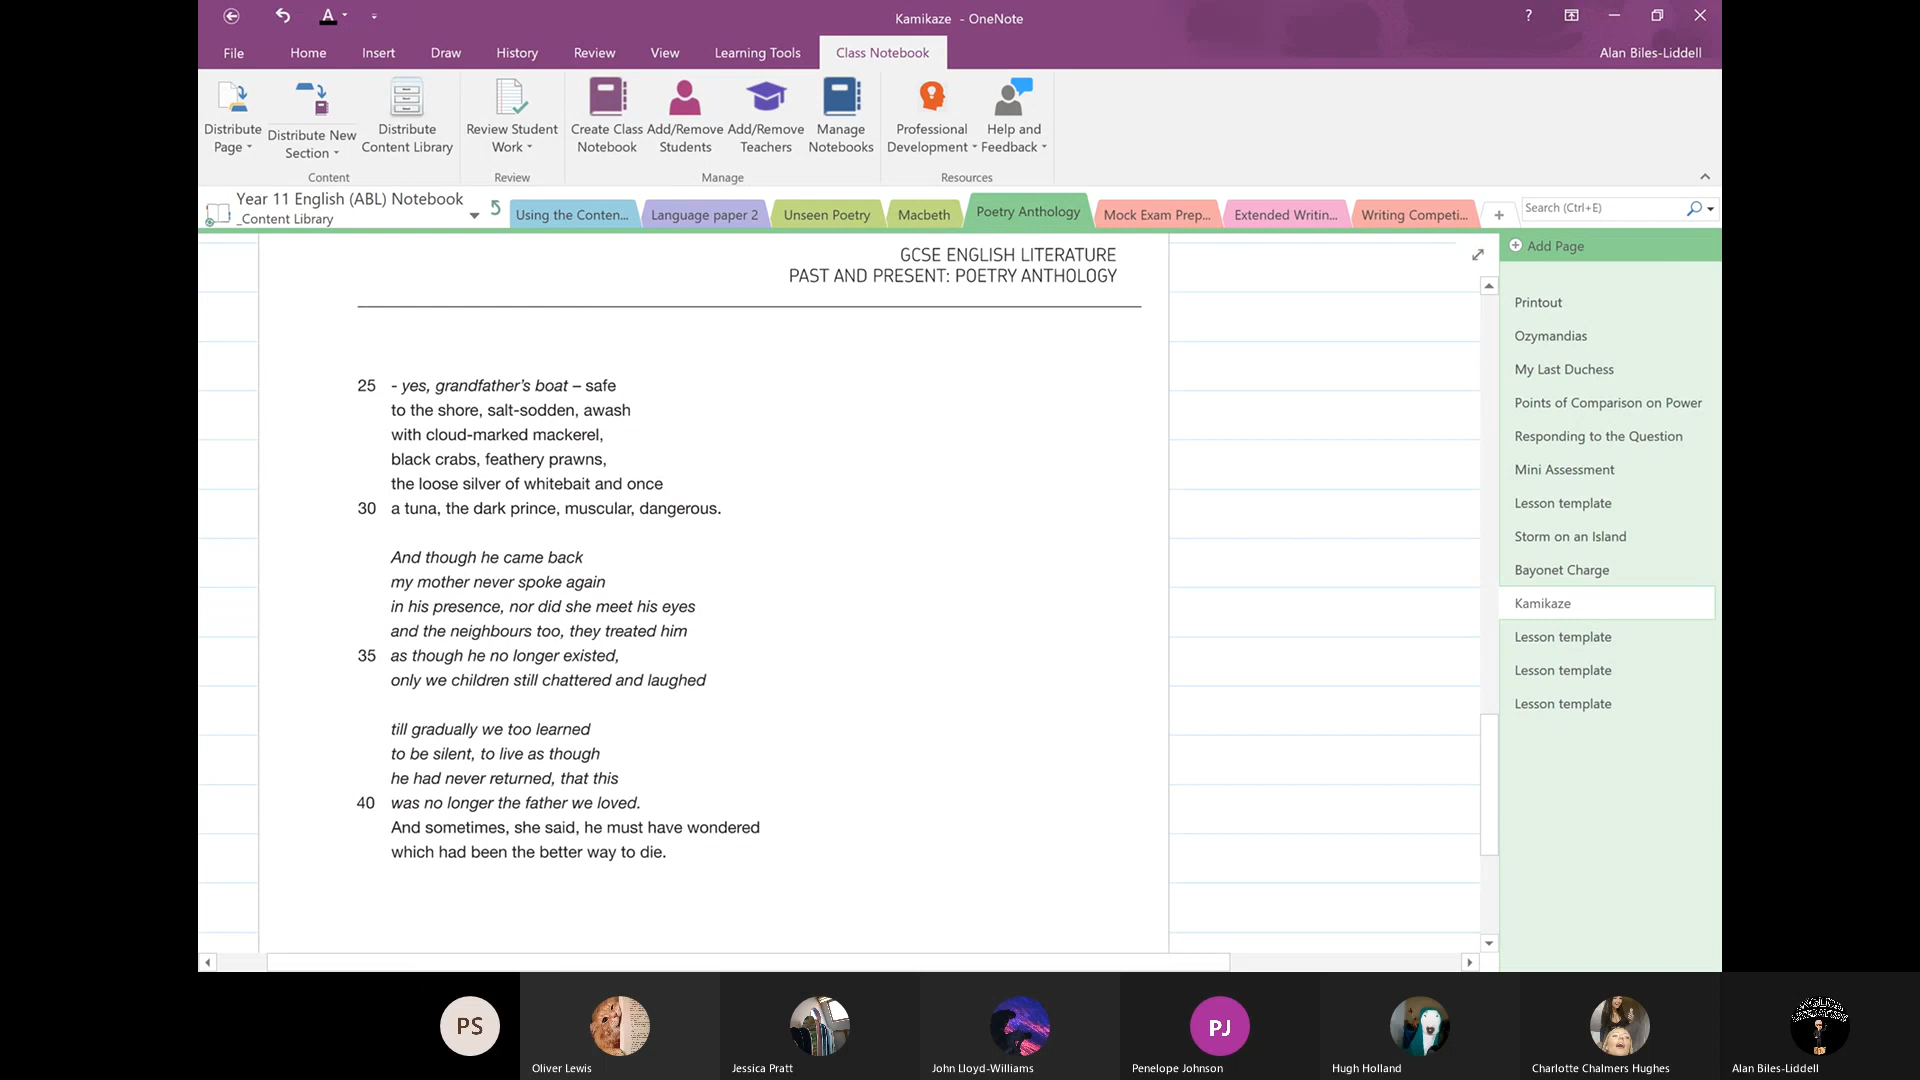 Kamikaze - OneNote
?
File Home Insert Draw History Review View Learning Tools Class Notebook
Alan Biles-Liddell
Distribute Page
Distribute New Section
Distribute Content Library
Review Student Work
Create Class Notebook
Add/Remove Students
Add/Remove Teachers
Manage Notebooks
Professional Development
Help and Feedback
Content
Review
Manage
Resources
Year 11 English (ABL) Notebook
_Content Library
Using the Conten...
Language paper 2
Unseen Poetry
Macbeth
Poetry Anthology
Mock Exam Prep...
Extended Writin...
Writing Competi...
Search (Ctrl+E)
GCSE ENGLISH LITERATURE
PAST AND PRESENT: POETRY ANTHOLOGY
25 - yes, grandfather's boat – safe
to the shore, salt-sodden, awash
with cloud-marked mackerel,
black crabs, feathery prawns,
the loose silver of whitebait and once
30 a tuna, the dark prince, muscular, dangerous.
And though he came back
my mother never spoke again
in his presence, nor did she meet his eyes
and the neighbours too, they treated him
35 as though he no longer existed,
only we children still chattered and laughed
till gradually we too learned
to be silent, to live as though
he had never returned, that this
40 was no longer the father we loved.
And sometimes, she said, he must have wondered
which had been the better way to die.
Add Page
Printout
Ozymandias
My Last Duchess
Points of Comparison on Power
Responding to the Question
Mini Assessment
Lesson template
Storm on an Island
Bayonet Charge
Kamikaze
Lesson template
Lesson template
Lesson template
PS
PJ
Oliver Lewis
Jessica Pratt
John Lloyd-Williams
Penelope Johnson
Hugh Holland
Charlotte Chalmers Hughes
Alan Biles-Liddell